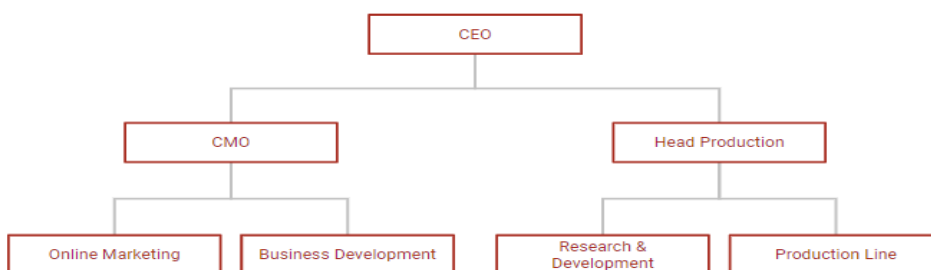 CEO
CMO
Head Production
Online Marketing
Business Development
Research &
Development
Production Line